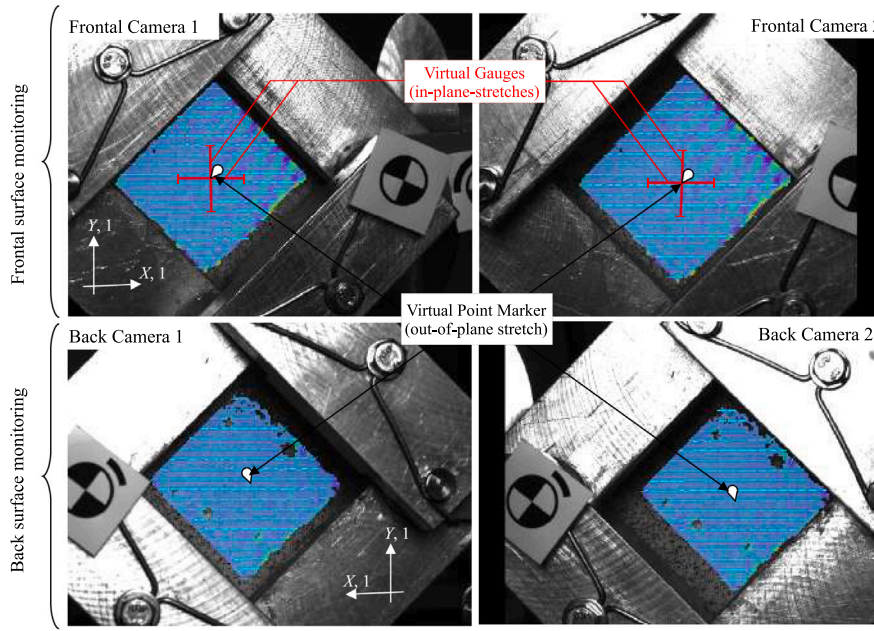 Frontal surface monitoring
Frontal Camera 1
Frontal Camera 2
Virtual Gauges
(in-plane-stretches)
Y, 1
X, 1
Virtual Point Marker
(out-of-plane stretch)
Back surface monitoring
Back Camera 1
Back Camera 2
Y, 1
X, 1